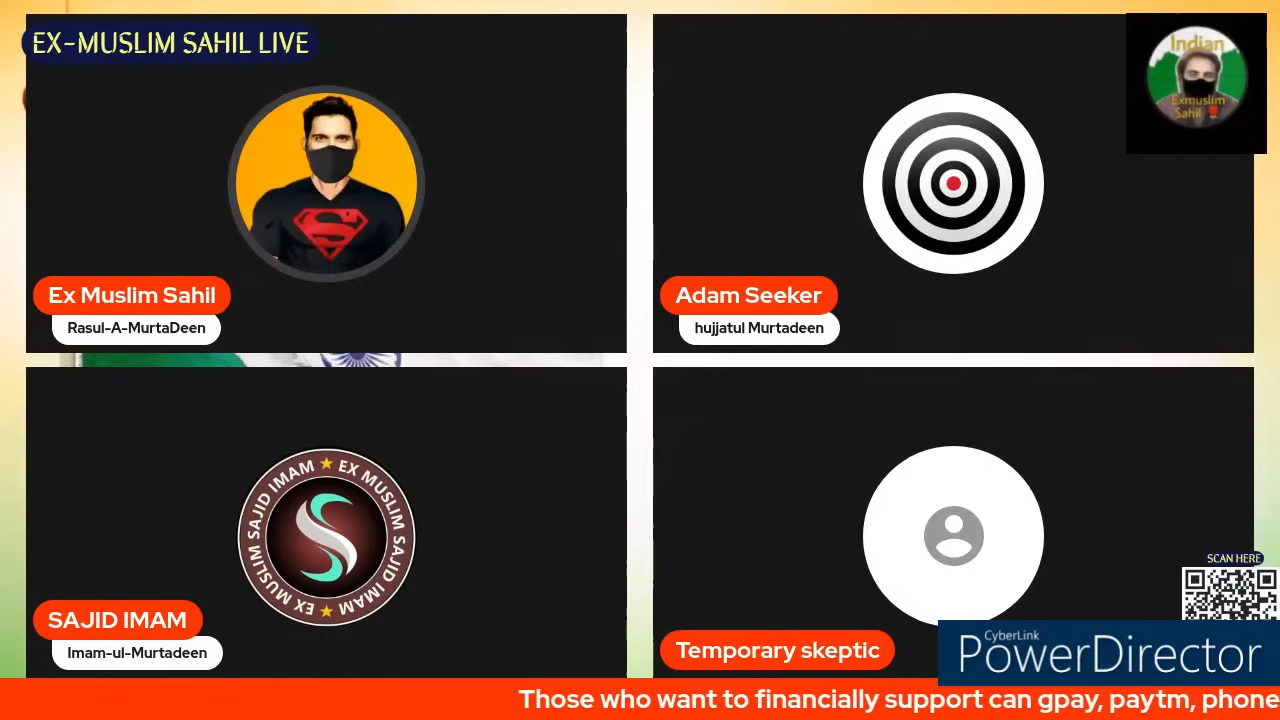 EX-MUSLIM SAHIL LIVE
Indian
Exmuslim
Sahil
Ex Muslim Sahil
Rasul-A-MurtaDeen
Adam Seeker
hujjatul Murtadeen
EX MUSLIM SAJID IMAM ★ EX MUSLIM SAJID IMAM ★
SAJID IMAM
Imam-ul-Murtadeen
Temporary skeptic
SCAN HERE
CyberLink
PowerDirector
Those who want to financially support can gpay, paytm, phone